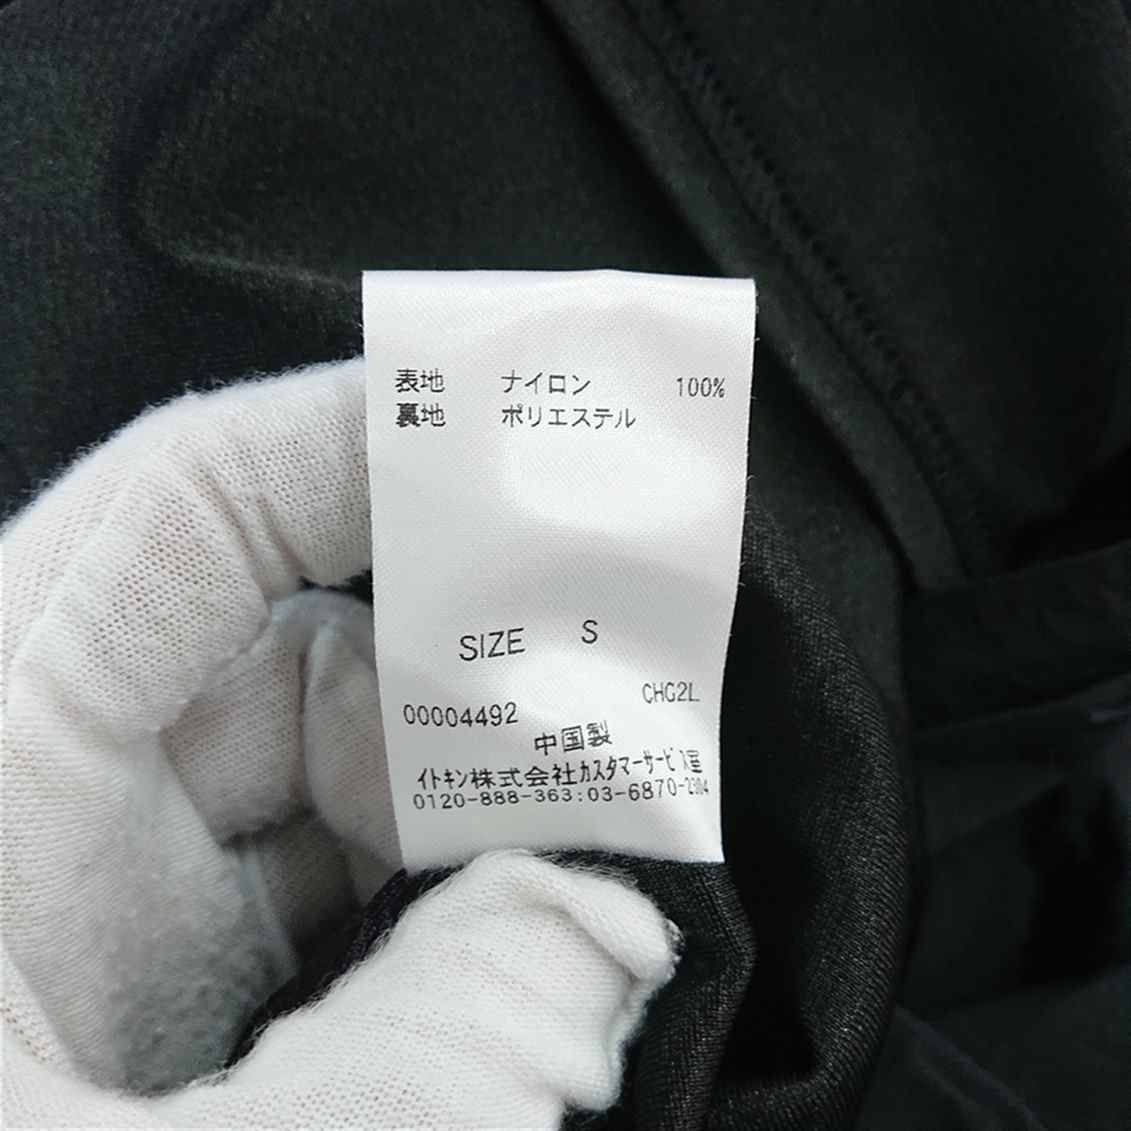 表地 ナイロン 100%
裏地 ポリエステル
SIZE S
CHG2L
00004492
中国製
イトキン株式会社カスタマーサービス室
0120-888-363:03-6870-2304